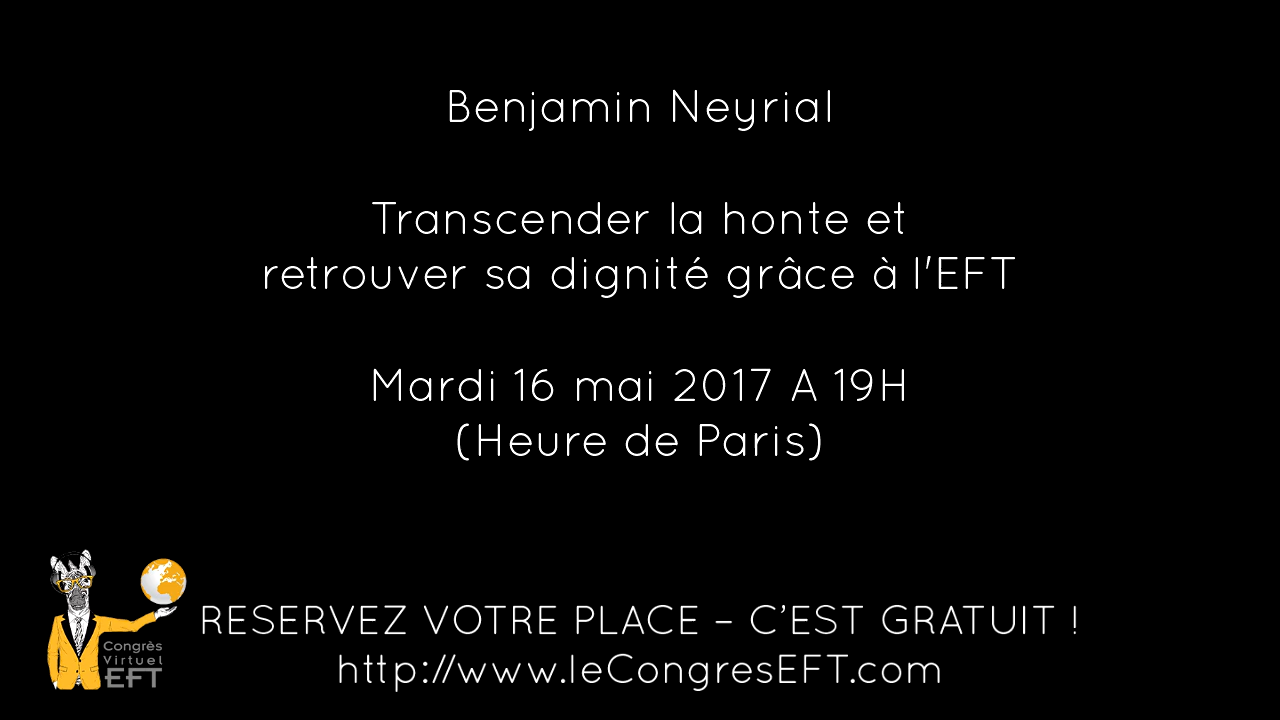 Benjamin Neyrial
Transcender la honte et
retrouver sa dignité grâce à l'EFT
Mardi 16 mai 2017 A 19H
(Heure de Paris)
RESERVEZ VOTRE PLACE – C’EST GRATUIT !
http://www.leCongresEFT.com
Congrès
Virtuel
EFT